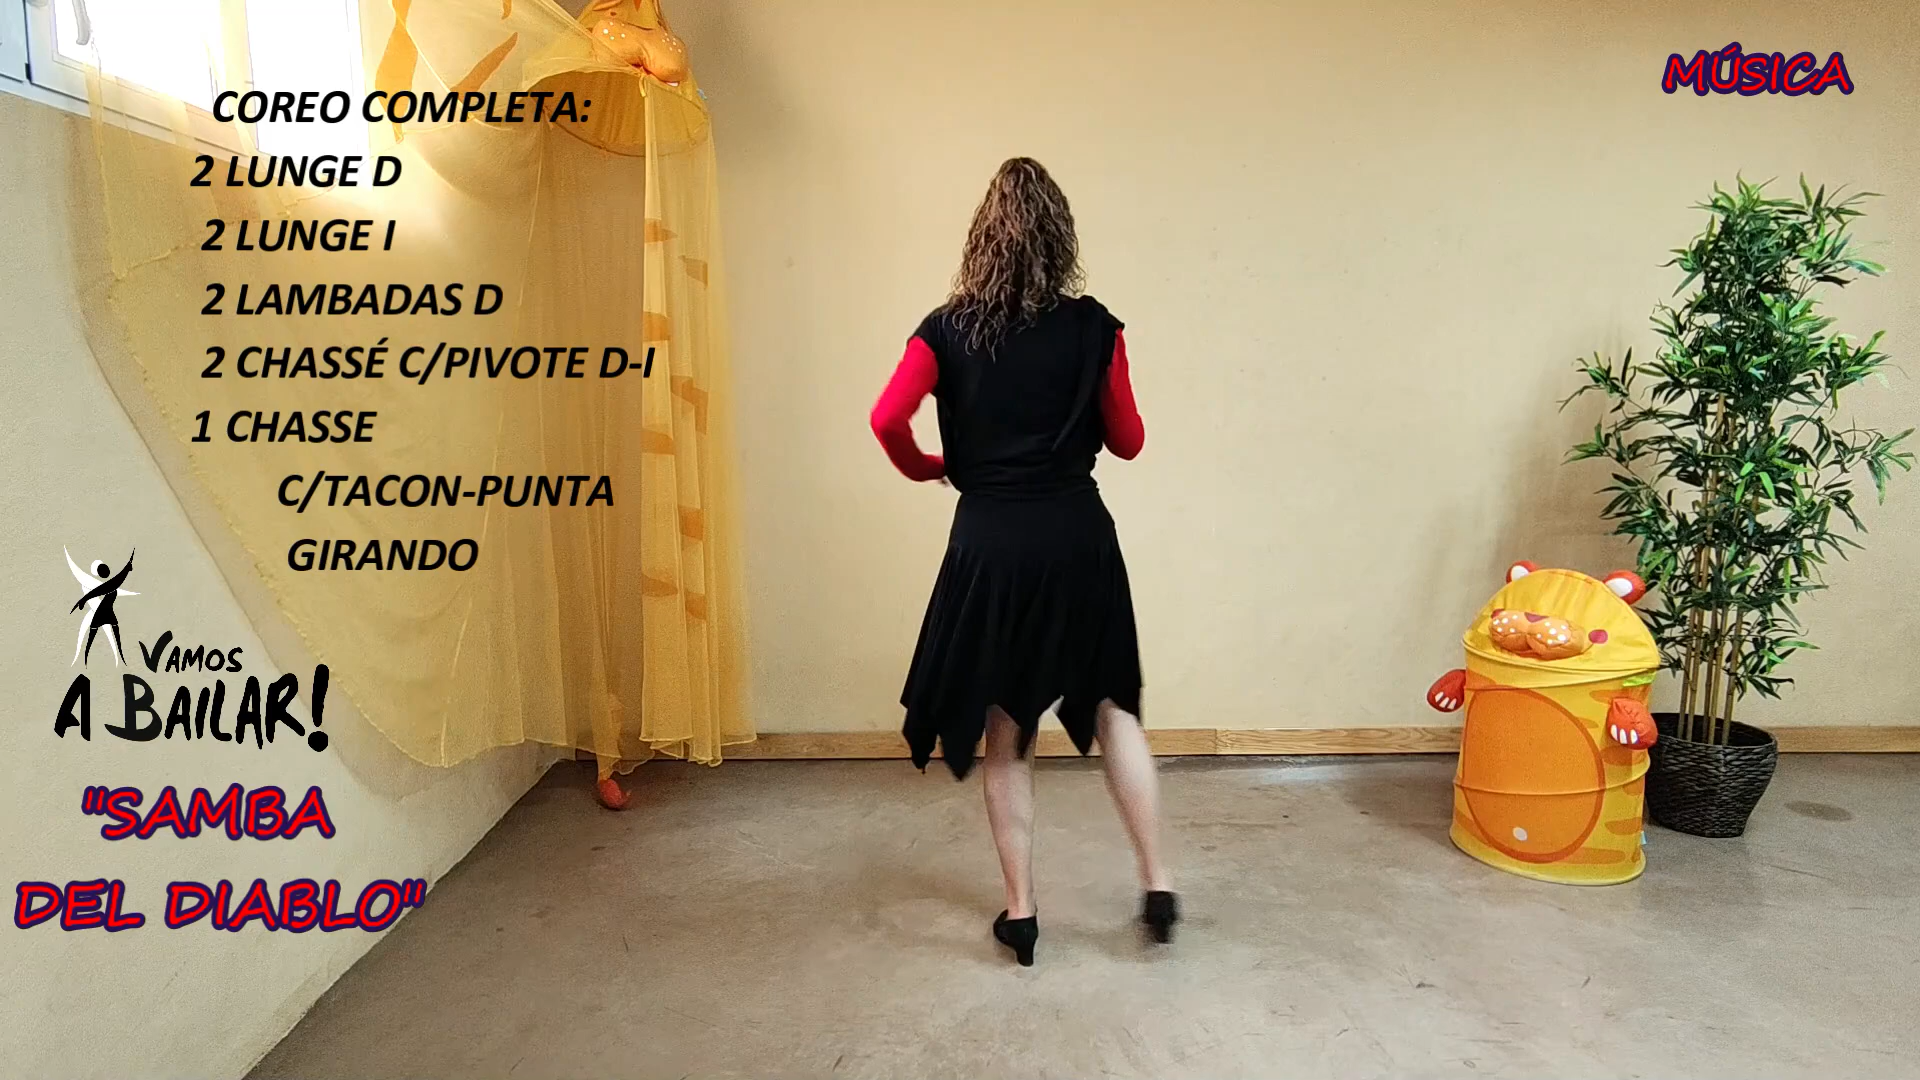 MÚSICA
COREO COMPLETA:
2 LUNGE D
2 LUNGE I
2 LAMBADAS D
2 CHASSÉ C/PIVOTE D-I
1 CHASSE
C/TACON-PUNTA
GIRANDO
VAMOS
A BAILAR!
"SAMBA
DEL DIABLO"